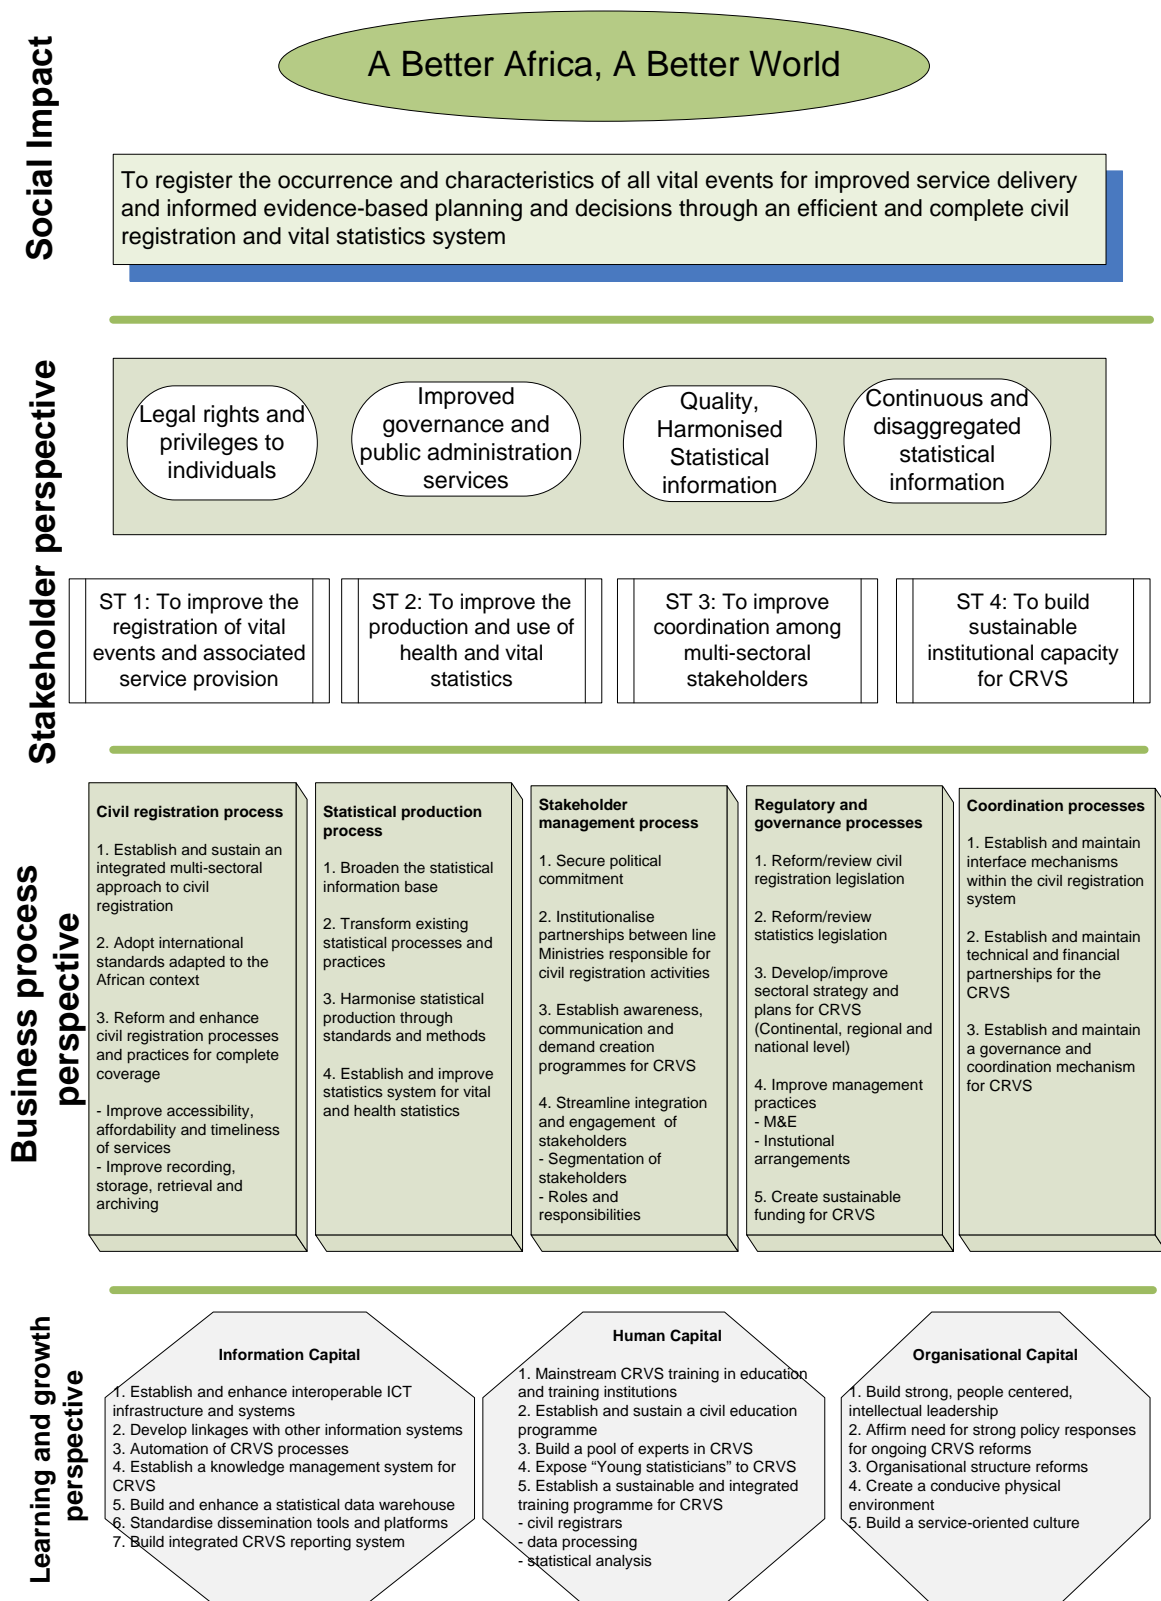 Social Impact
A Better Africa, A Better World
To register the occurrence and characteristics of all vital events for improved service delivery
and informed evidence-based planning and decisions through an efficient and complete civil
registration and vital statistics system
Stakeholder perspective
Legal rights and
privileges to
individuals
Improved
governance and
public administration
services
Quality,
Harmonised
Statistical
information
Continuous and
disaggregated
statistical
information
ST 1: To improve the
registration of vital
events and associated
service provision
ST 2: To improve the
production and use of
health and vital
statistics
ST 3: To improve
coordination among
multi-sectoral
stakeholders
ST 4: To build
sustainable
institutional capacity
for CRVS
Business process
perspective
Civil registration process
1. Establish and sustain an
integrated multi-sectoral
approach to civil
registration
2. Adopt international
standards adapted to the
African context
3. Reform and enhance
civil registration processes
and practices for complete
coverage
- Improve accessibility,
affordability and timeliness
of services
- Improve recording,
storage, retrieval and
archiving
Statistical production
process
1. Broaden the statistical
information base
2. Transform existing
statistical processes and
practices
3. Harmonise statistical
production through
standards and methods
4. Establish and improve
statistics system for vital
and health statistics
Stakeholder
management process
1. Secure political
commitment
2. Institutionalise
partnerships between line
Ministries responsible for
civil registration activities
3. Establish awareness,
communication and
demand creation
programmes for CRVS
4. Streamline integration
and engagement of
stakeholders
- Segmentation of
stakeholders
- Roles and
responsibilities
Regulatory and
governance processes
1. Reform/review civil
registration legislation
2. Reform/review
statistics legislation
3. Develop/improve
sectoral strategy and
plans for CRVS
(Continental, regional and
national level)
4. Improve management
practices
- M&E
- Instutional
arrangements
5. Create sustainable
funding for CRVS
Coordination processes
1. Establish and maintain
interface mechanisms
within the civil registration
system
2. Establish and maintain
technical and financial
partnerships for the
CRVS
3. Establish and maintain
a governance and
coordination mechanism
for CRVS
Learning and growth
perspective
Information Capital
1. Establish and enhance interoperable ICT
infrastructure and systems
2. Develop linkages with other information systems
3. Automation of CRVS processes
4. Establish a knowledge management system for
CRVS
5. Build and enhance a statistical data warehouse
6. Standardise dissemination tools and platforms
7. Build integrated CRVS reporting system
Human Capital
1. Mainstream CRVS training in education
and training institutions
2. Establish and sustain a civil education
programme
3. Build a pool of experts in CRVS
4. Expose “Young statisticians” to CRVS
5. Establish a sustainable and integrated
training programme for CRVS
- civil registrars
- data processing
- statistical analysis
Organisational Capital
1. Build strong, people centered,
intellectual leadership
2. Affirm need for strong policy responses
for ongoing CRVS reforms
3. Organisational structure reforms
4. Create a conducive physical
environment
5. Build a service-oriented culture